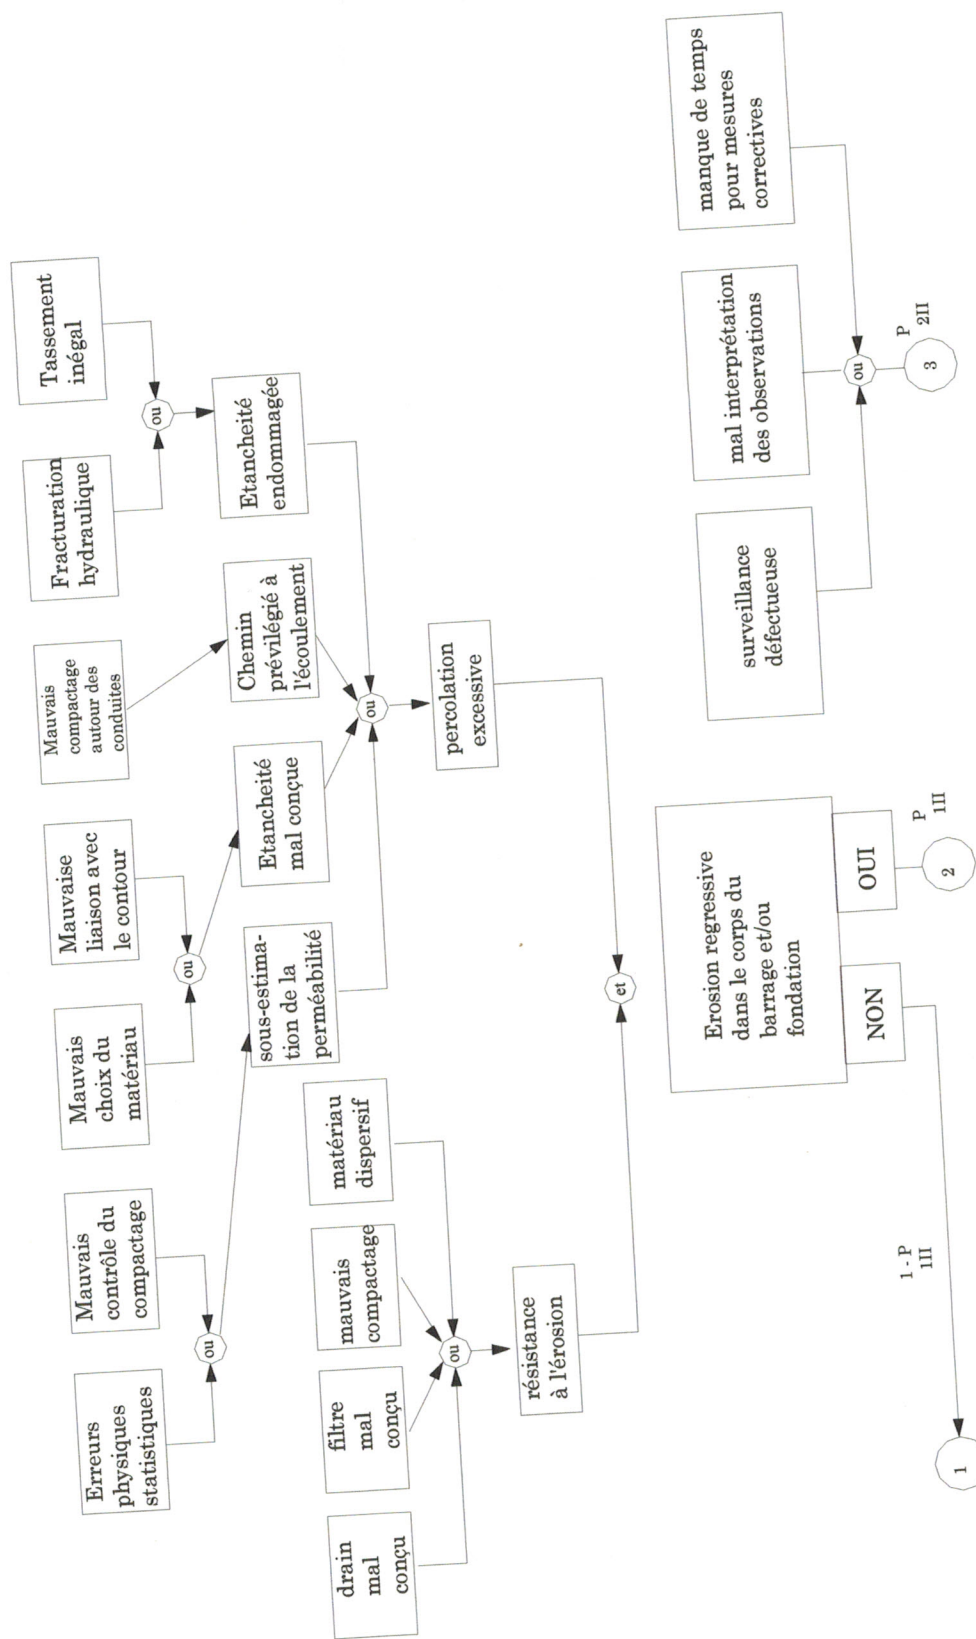 Erreurs
physiques
statistiques
Mauvais
contrôle du
compactage
Mauvais
choix du
matériau
Mauvaise
liaison avec
le contour
Mauvais
compactage
autour des
conduites
Fracturation
hydraulique
Tassement
inégal
ou
ou
ou
sous-estima-
tion de la
perméabilité
Etancheité
mal conçue
Chemin
prévilégié à
l'écoulement
Etancheité
endommagée
drain
mal
conçu
filtre
mal
conçu
mauvais
compactage
matériau
dispersif
ou
ou
résistance
à l'érosion
percolation
excessive
et
Erosion regressive
dans le corps du
barrage et/ou
fondation
NON
OUI
surveillance
défectueuse
mal interprétation
des observations
manque de temps
pour mesures
correctives
ou
1 - P
1III
P
1III
P
2II
1
2
3